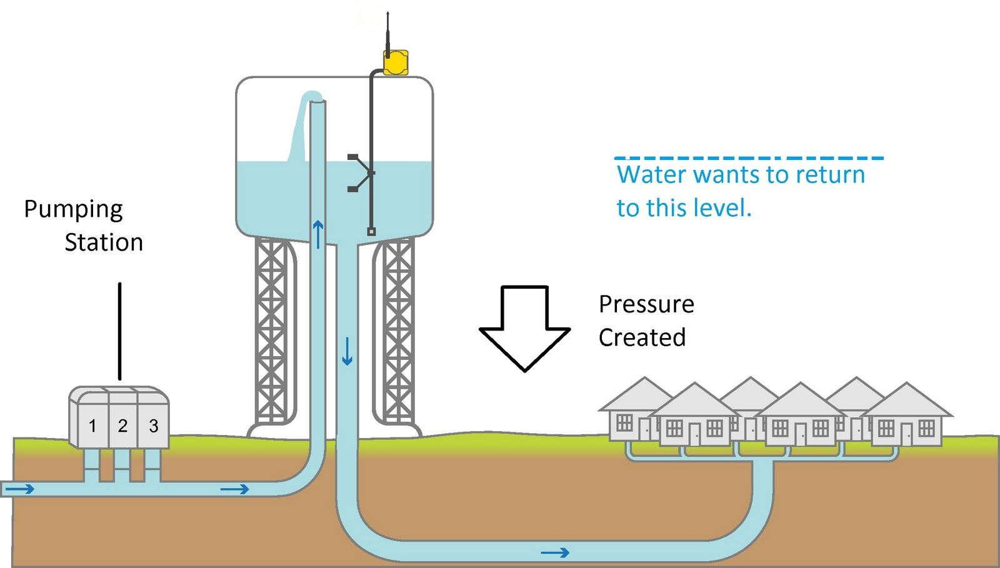 Water wants to return
to this level.
Pumping
Station
Pressure
Created
1 2 3